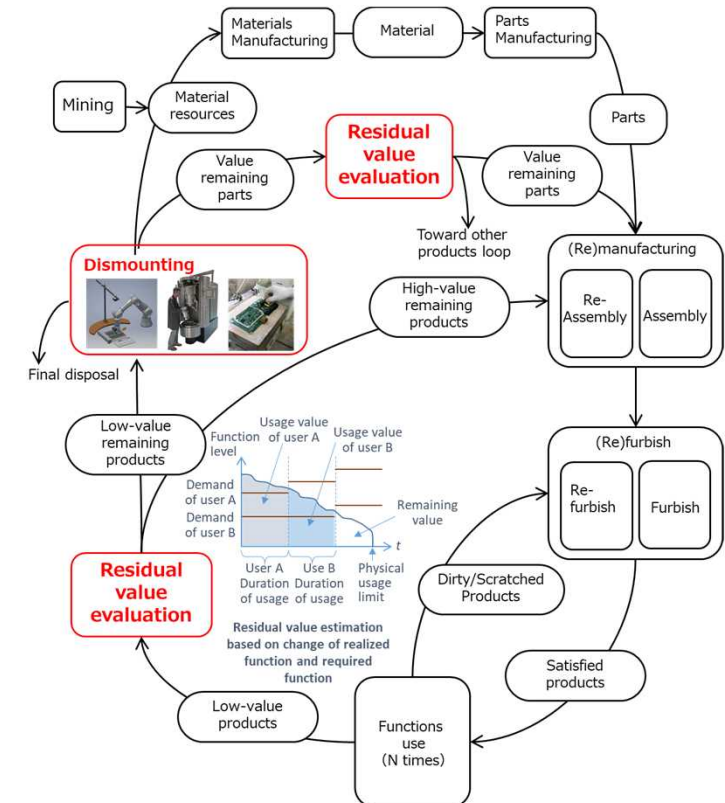 Materials
Manufacturing
Material
Parts
Manufacturing
Mining
Material
resources
Parts
Residual
value
evaluation
Value
remaining
parts
Value
remaining
parts
Toward other
products loop
(Re)manufacturing
Re-
Assembly
Assembly
Dismounting
High-value
remaining
products
Final disposal
Low-value
remaining
products
Function
level
Usage value
of user A
Usage value
of user B
Demand
of user A
Demand
of user B
Remaining
value
t
User A
Duration
of usage
Use B
Duration
of usage
Physical
usage
limit
Residual value estimation
based on change of realized
function and required
function
(Re)furbish
Re-
furbish
Furbish
Residual
value
evaluation
Dirty/Scratched
Products
Satisfied
products
Low-value
products
Functions
use
(N times)